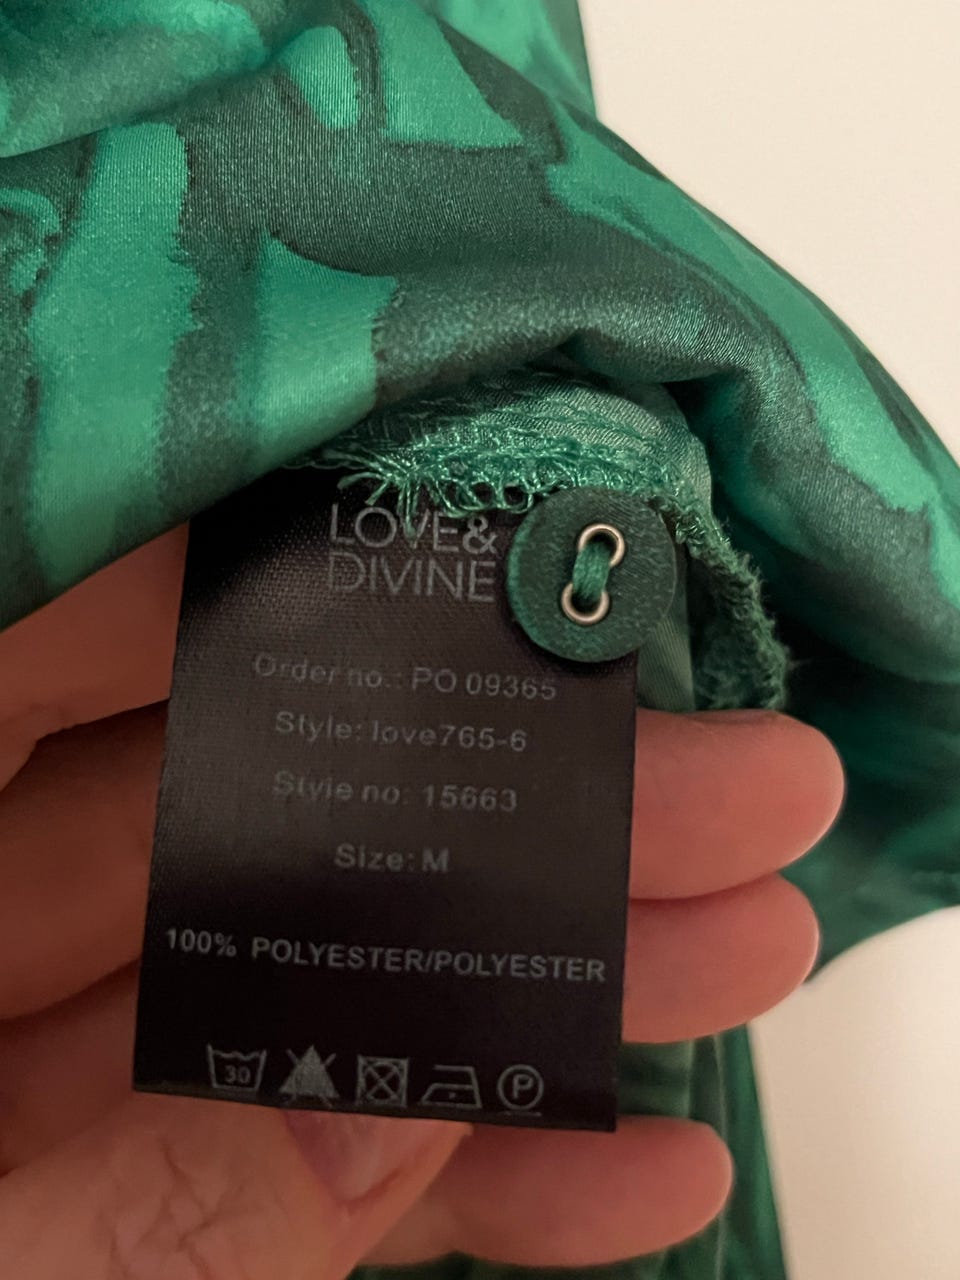 LOVE&
DIVINE
Order no.: PO 09365
Style: love765-6
Style no: 15663
Size: M
100% POLYESTER/POLYESTER
30 P